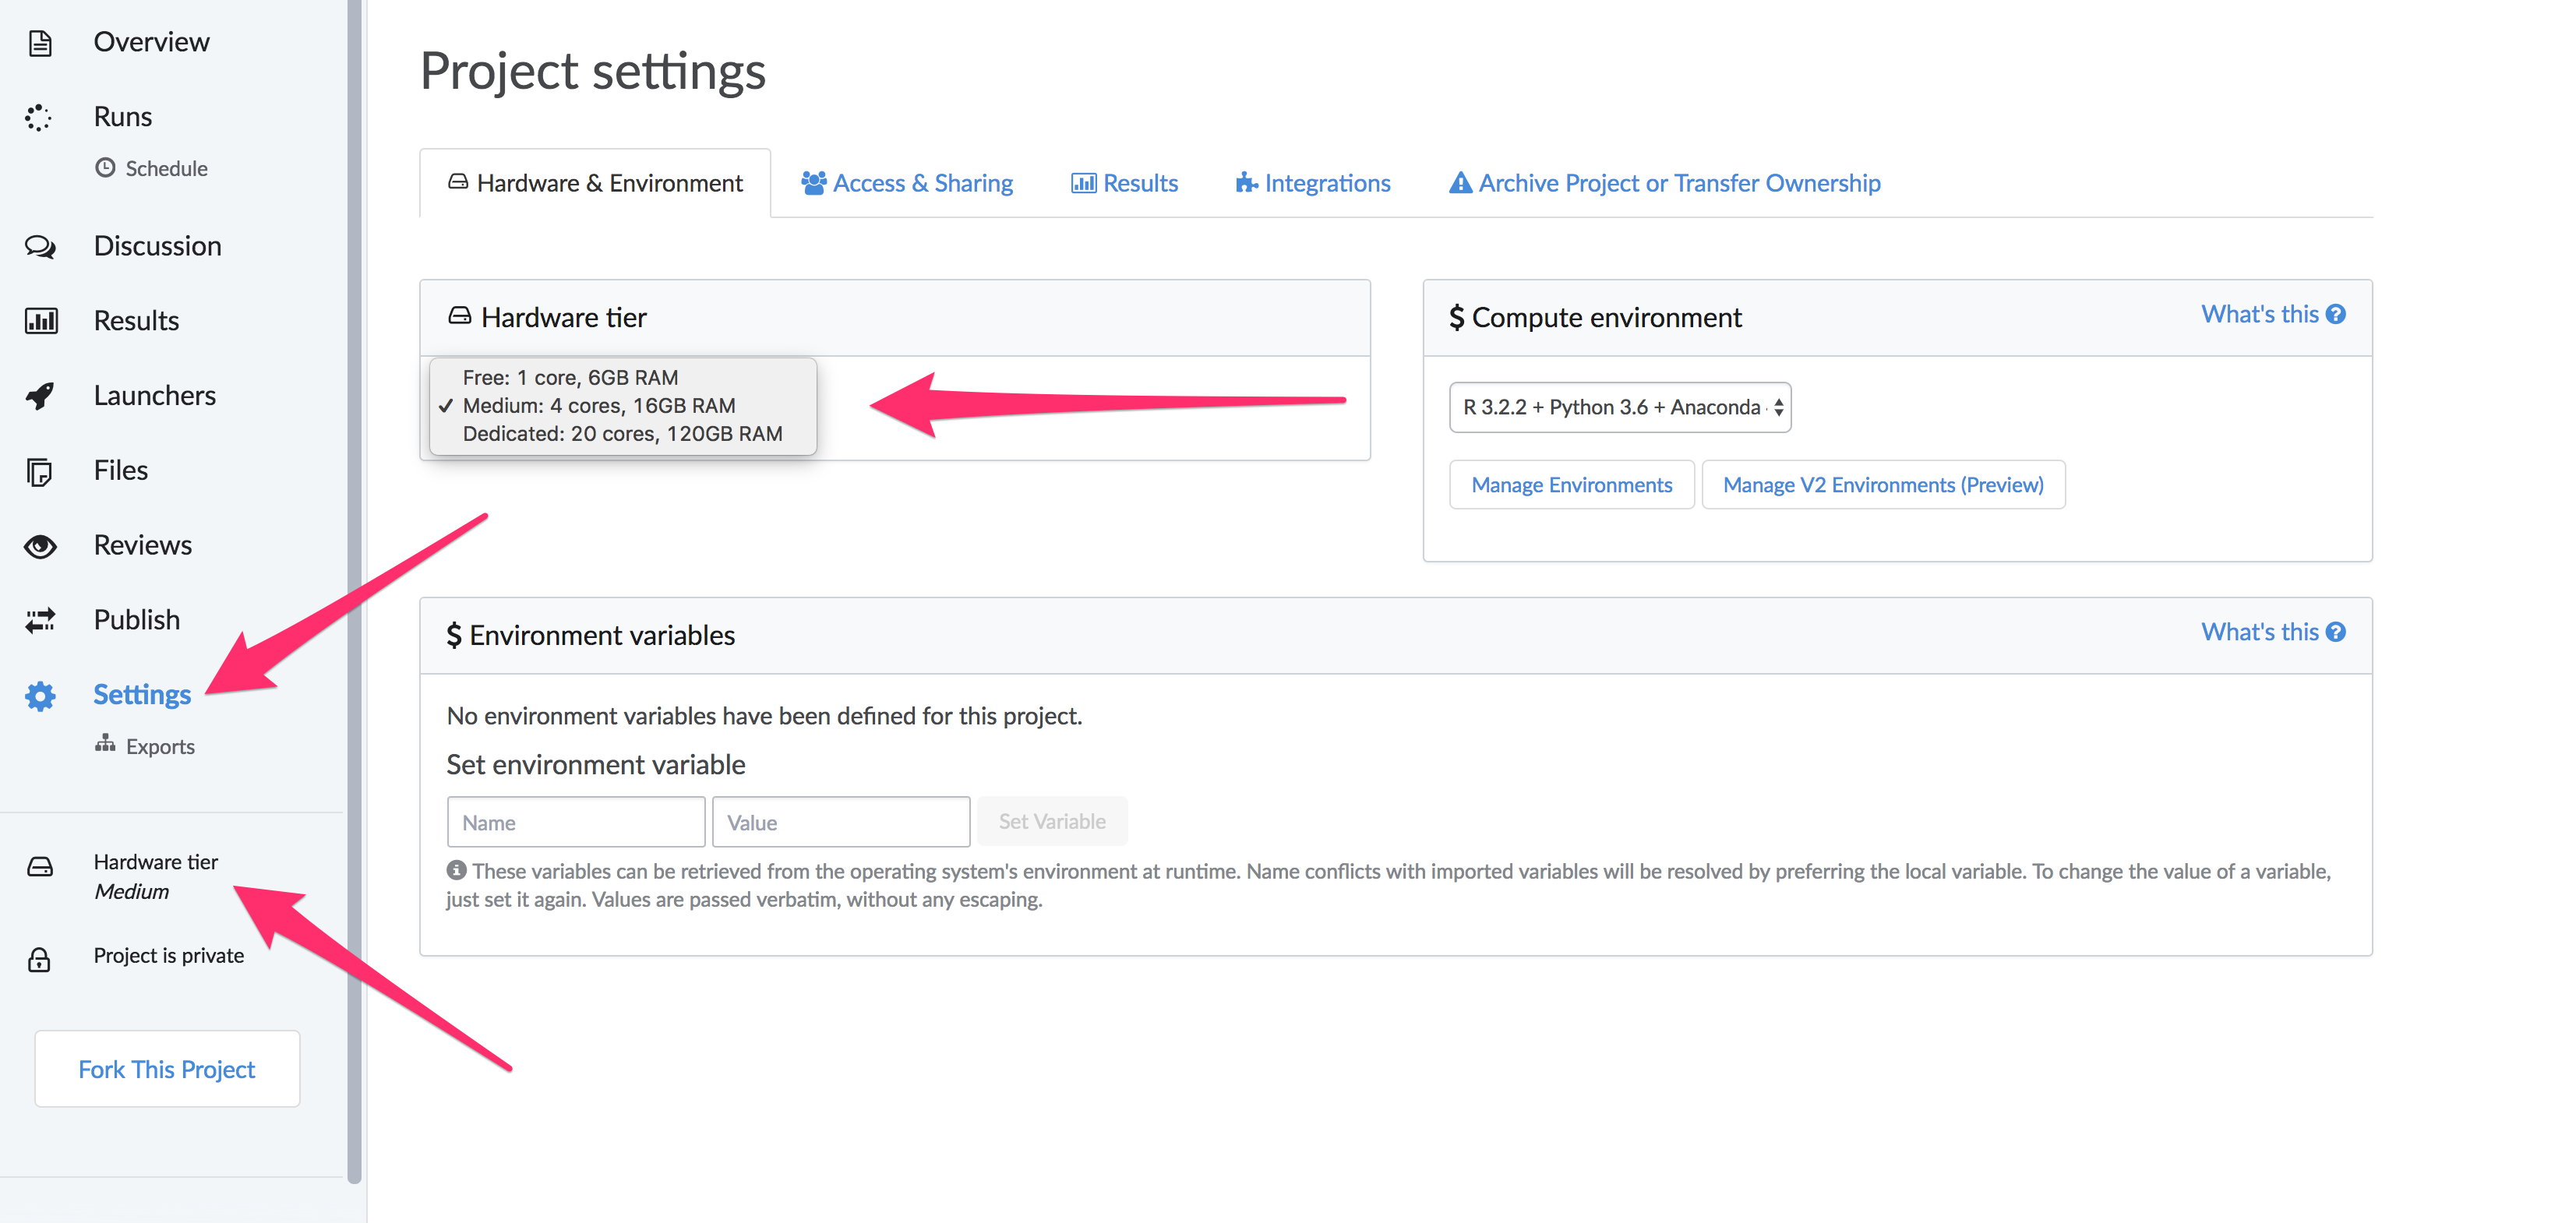 Overview
Runs
Schedule
Discussion
Results
Launchers
Files
Reviews
Publish
Settings
Exports
Hardware tier
Medium
Project is private
Fork This Project
Project settings
Hardware & Environment
Access & Sharing
Results
Integrations
Archive Project or Transfer Ownership
Hardware tier
Free: 1 core, 6GB RAM
✓ Medium: 4 cores, 16GB RAM
Dedicated: 20 cores, 120GB RAM
$ Compute environment
What's this
R 3.2.2 + Python 3.6 + Anaconda
Manage Environments
Manage V2 Environments (Preview)
$ Environment variables
What's this
No environment variables have been defined for this project.
Set environment variable
Name
Value
Set Variable
These variables can be retrieved from the operating system's environment at runtime. Name conflicts with imported variables will be resolved by preferring the local variable. To change the value of a variable,
just set it again. Values are passed verbatim, without any escaping.